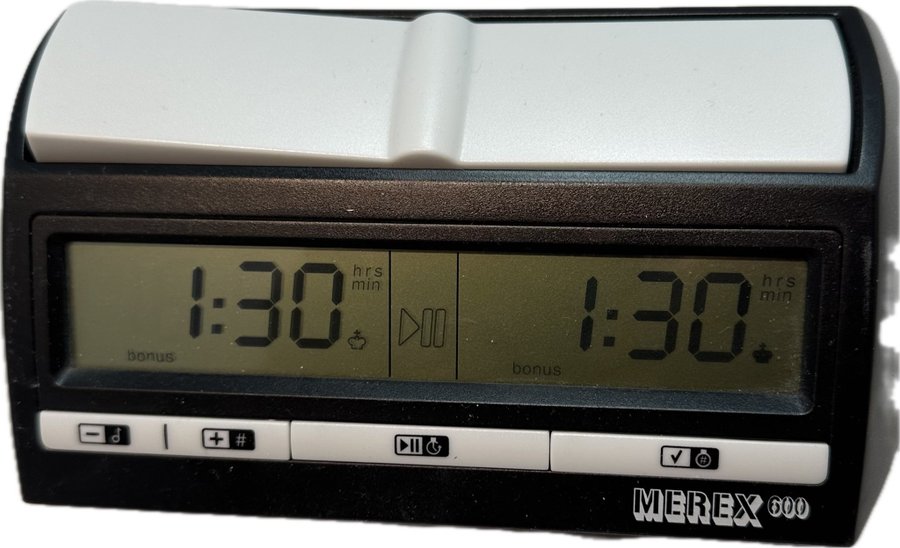 1:30 hrs min
bonus
1:30 hrs min
bonus
− + #
✓ #
MEREX 600